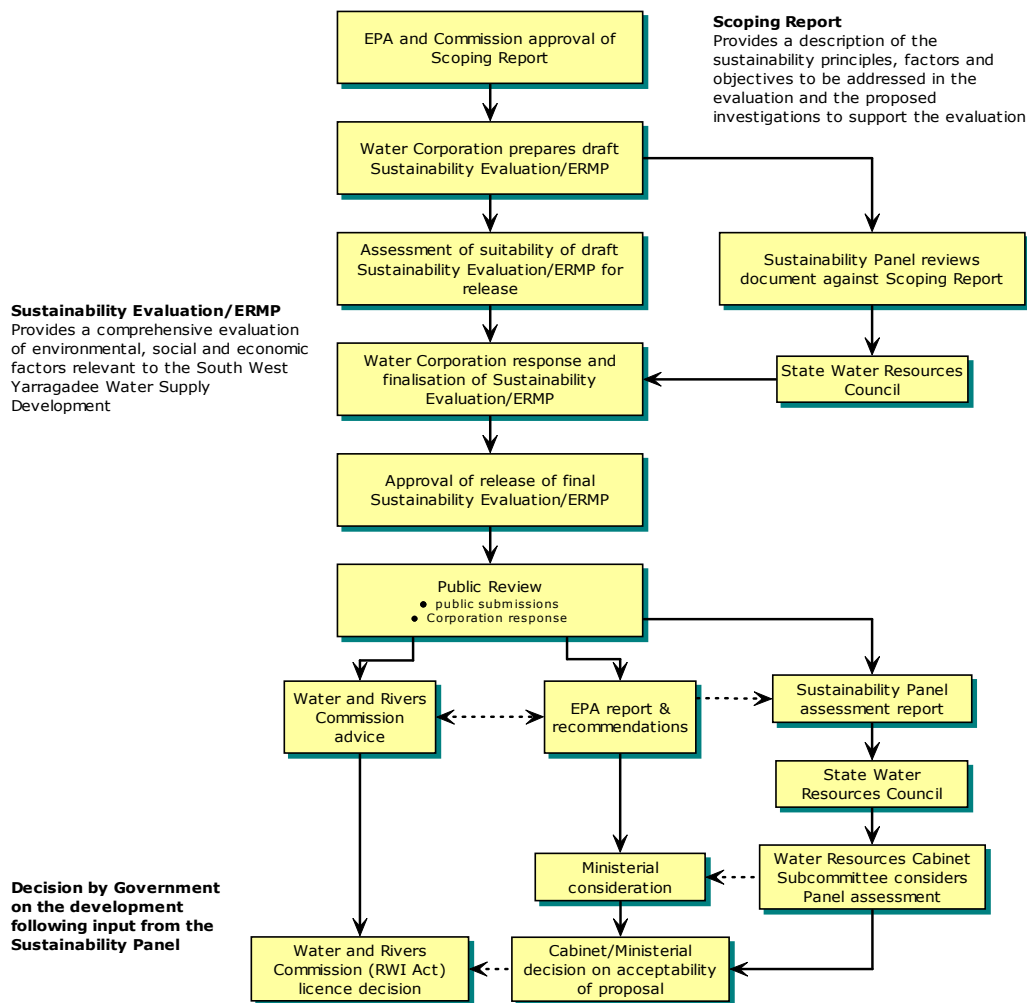 EPA and Commission approval of
Scoping Report
Scoping Report
Provides a description of the
sustainability principles, factors and
objectives to be addressed in the
evaluation and the proposed
investigations to support the evaluation
Water Corporation prepares draft
Sustainability Evaluation/ERMP
Assessment of suitability of draft
Sustainability Evaluation/ERMP for
release
Sustainability Panel reviews
document against Scoping Report
Sustainability Evaluation/ERMP
Provides a comprehensive evaluation
of environmental, social and economic
factors relevant to the South West
Yarragadee Water Supply
Development
Water Corporation response and
finalisation of Sustainability
Evaluation/ERMP
State Water Resources
Council
Approval of release of final
Sustainability Evaluation/ERMP
Public Review
● public submissions
● Corporation response
Water and Rivers
Commission
advice
EPA report &
recommendations
Sustainability Panel
assessment report
State Water
Resources Council
Ministerial
consideration
Water Resources Cabinet
Subcommittee considers
Panel assessment
Decision by Government
on the development
following input from the
Sustainability Panel
Water and Rivers
Commission (RWI Act)
licence decision
Cabinet/Ministerial
decision on acceptability
of proposal